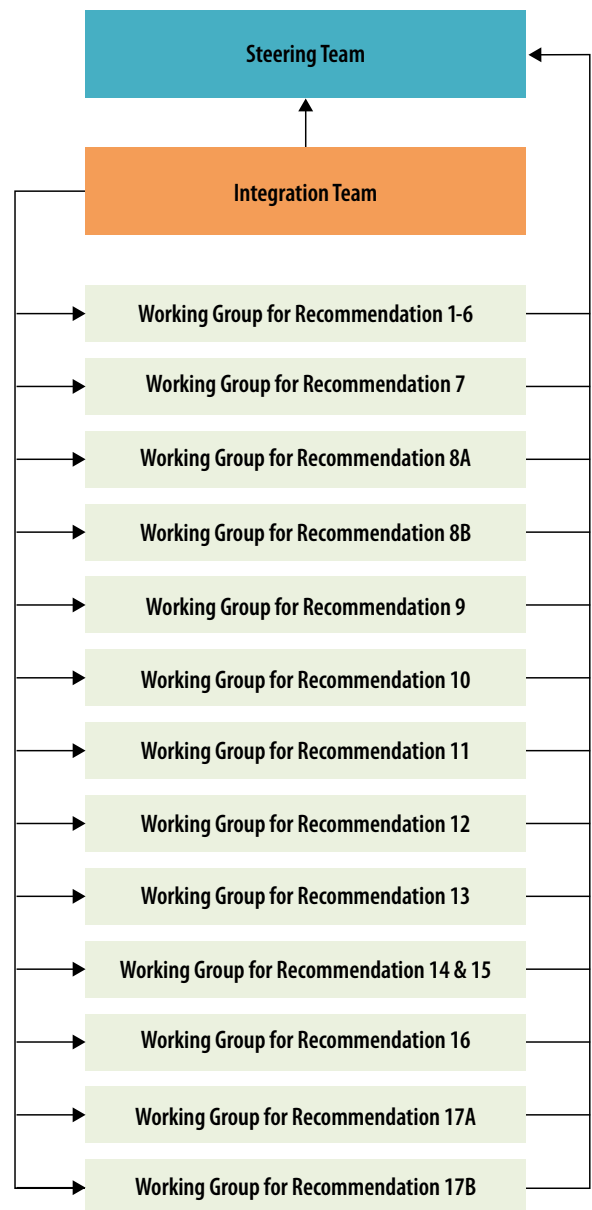 Steering Team
Integration Team
Working Group for Recommendation 1-6
Working Group for Recommendation 7
Working Group for Recommendation 8A
Working Group for Recommendation 8B
Working Group for Recommendation 9
Working Group for Recommendation 10
Working Group for Recommendation 11
Working Group for Recommendation 12
Working Group for Recommendation 13
Working Group for Recommendation 14 & 15
Working Group for Recommendation 16
Working Group for Recommendation 17A
Working Group for Recommendation 17B